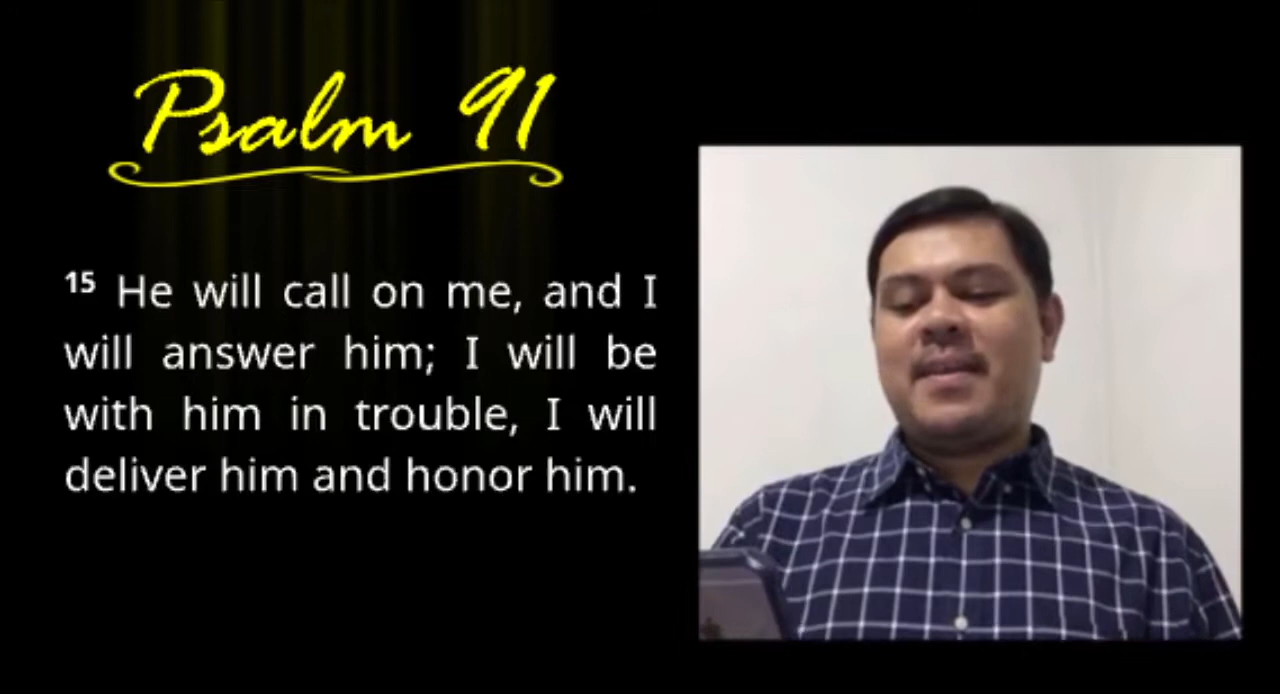 Psalm 91
15 He will call on me, and I
will answer him; I will be
with him in trouble, I will
deliver him and honor him.